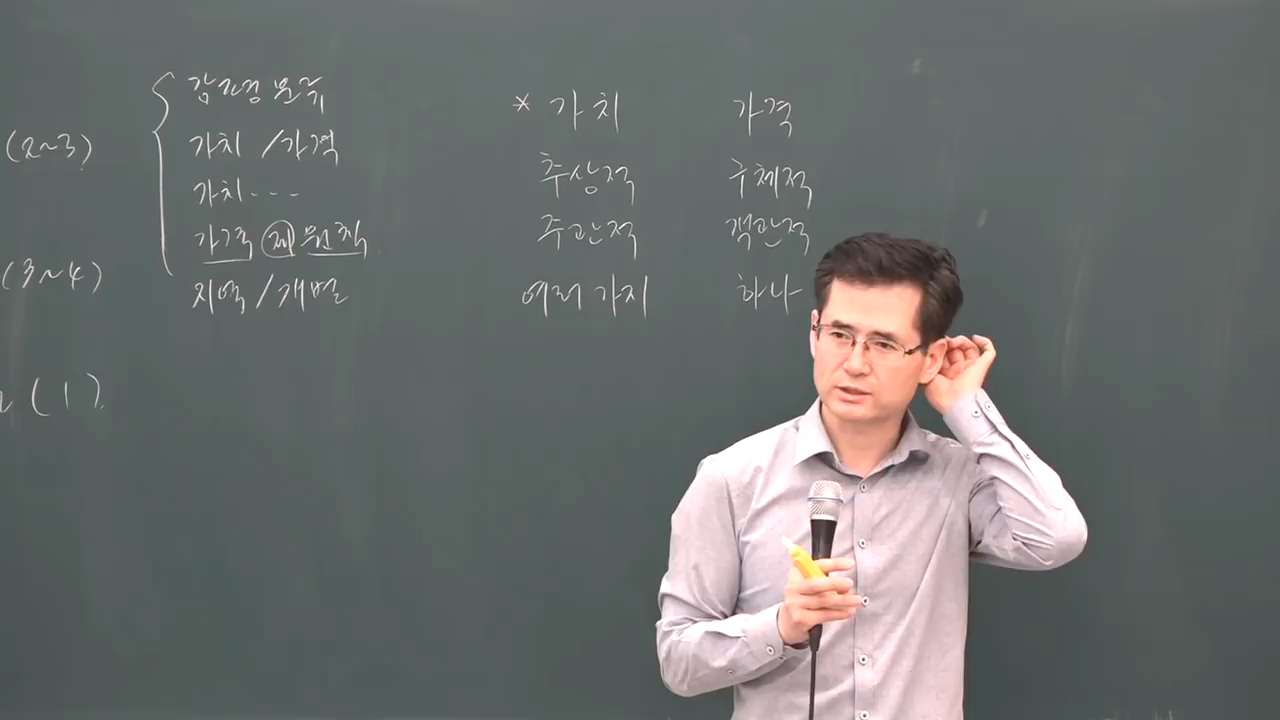 (2~3)
감가정 분류
가치 / 가격
가치 - - -
가격 제 원칙
지역 / 개별
(3~4)
(1)
* 가치 가격
추상적 구체적
주관적 객관적
여러 가지 하나